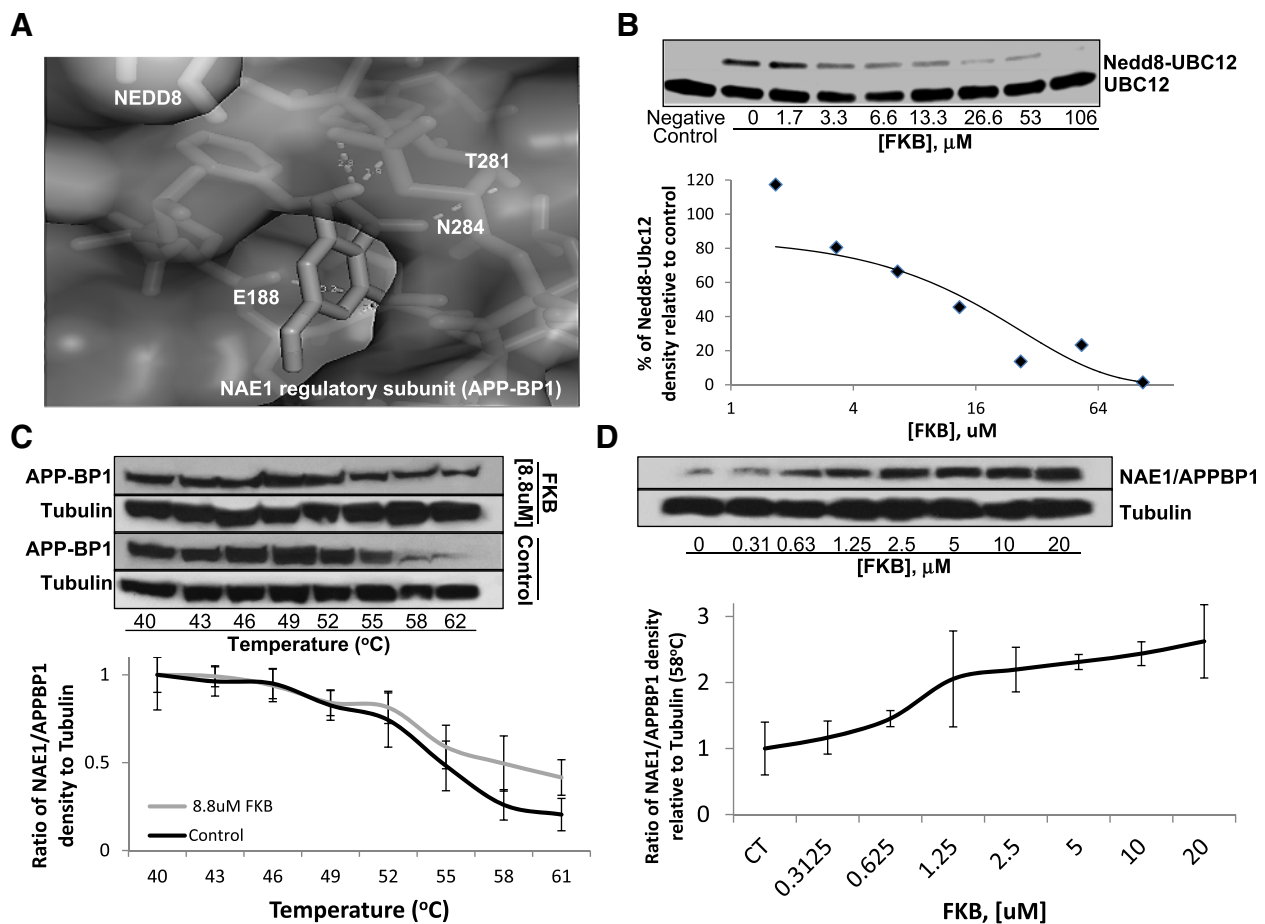 A
NEDD8
T281
N284
E188
NAE1 regulatory subunit (APP-BP1)
B
Nedd8-UBC12
UBC12
Negative Control
0 1.7 3.3 6.6 13.3 26.6 53 106
[FKB], µM
% of Nedd8-Ubc12
density relative to control
120
100
80
60
40
20
0
1 4 16 64
[FKB], uM
C
APP-BP1
Tubulin
FKB
[8.8uM]
APP-BP1
Tubulin
Control
40 43 46 49 52 55 58 62
Temperature (ºC)
Ratio of NAE1/APPBP1
density to Tubulin
1
0.5
0
8.8uM FKB
Control
40 43 46 49 52 55 58 61
Temperature (°C)
D
NAE1/APPBP1
Tubulin
0 0.31 0.63 1.25 2.5 5 10 20
[FKB], µM
Ratio of NAE1/APPBP1 density
relative to Tubulin (58ºC)
3
2
1
0
CT 0.3125 0.625 1.25 2.5 5 10 20
FKB, [uM]